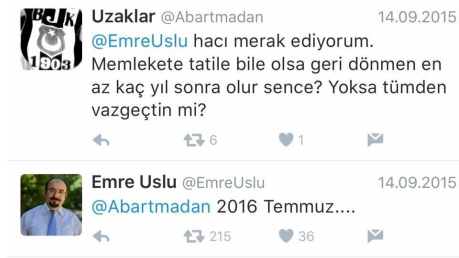 BJK
1903
Uzaklar @Abartmadan 14.09.2015
@EmreUslu hacı merak ediyorum.
Memlekete tatile bile olsa geri dönmen en
az kaç yıl sonra olur sence? Yoksa tümden
vazgeçtin mi?
6 1
Emre Uslu @EmreUslu 14.09.2015
@Abartmadan 2016 Temmuz....
215 36